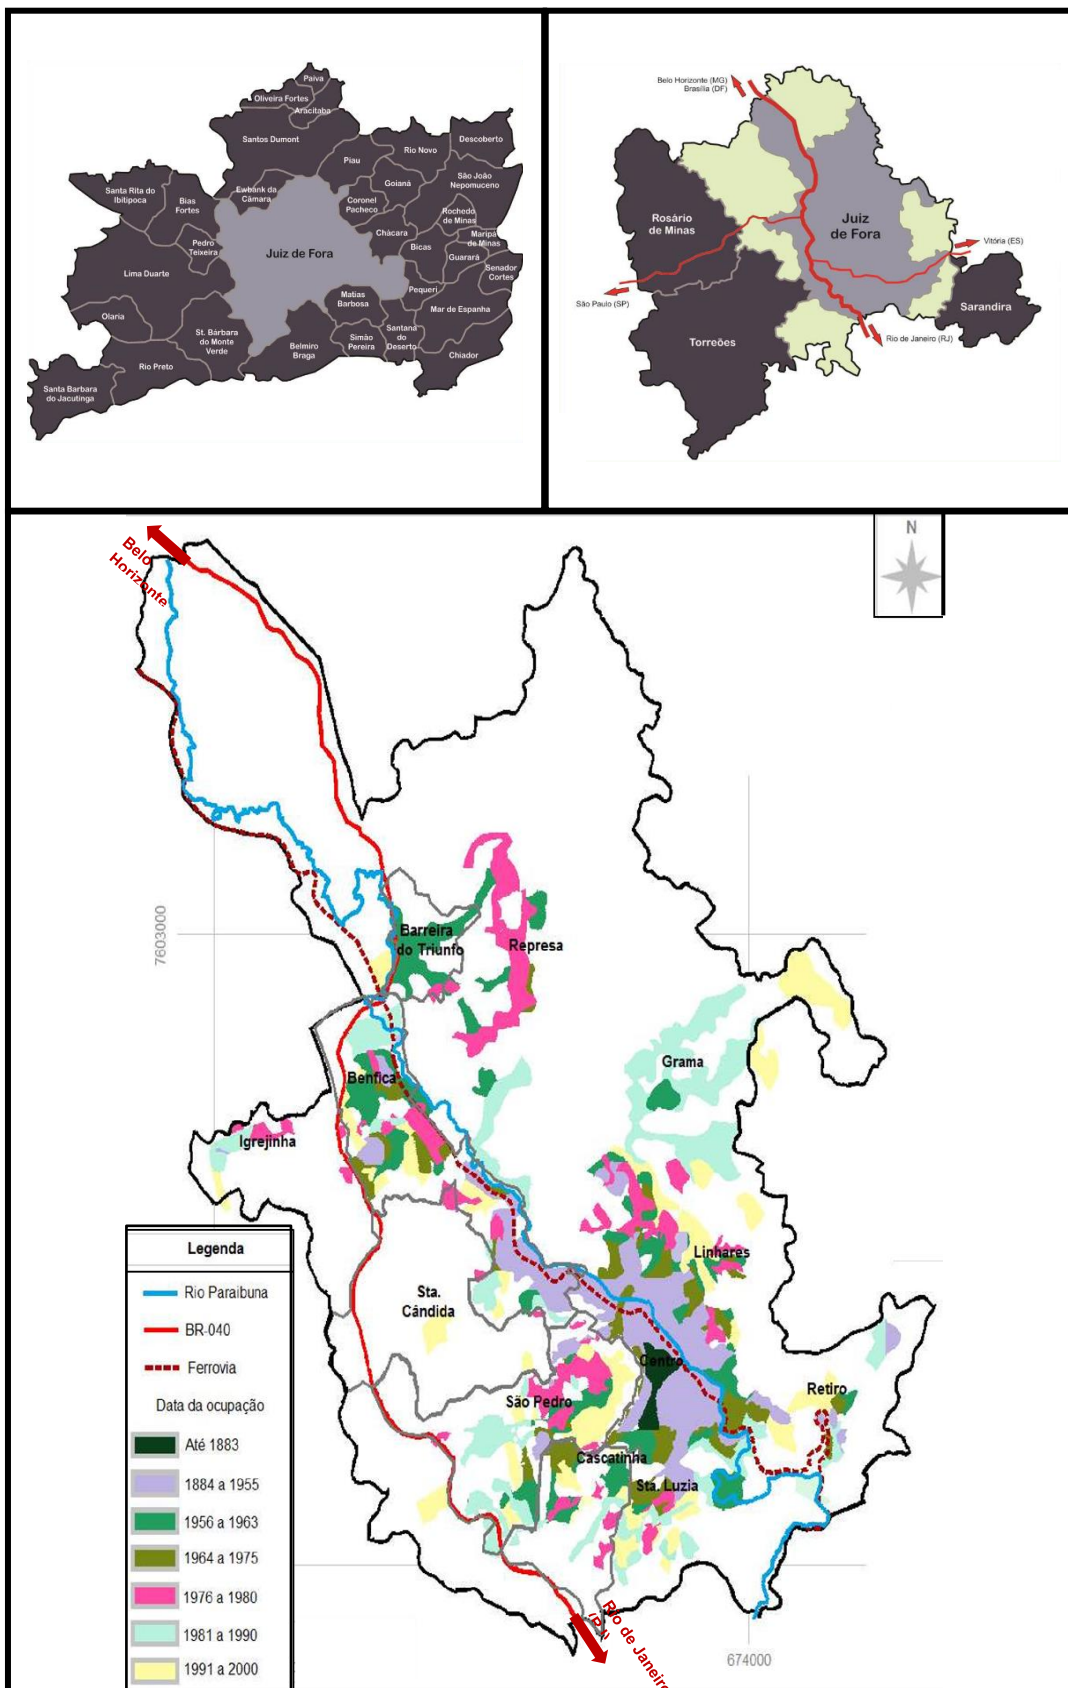 Paiva
Oliveira Fortes
Aracitaba
Santos Dumont
Descoberto
Rio Novo
Piau
São João
Nepomuceno
Goianá
Santa Rita do
Ibitipoca
Bias
Fortes
Ewbank da
Câmara
Coronel
Pacheco
Rochedo
de Minas
Chácara
Maripá
de Minas
Pedro
Teixeira
Juiz de Fora
Bicas
Guarará
Senador
Cortes
Lima Duarte
Pequeri
Matias
Barbosa
Mar de Espanha
Olaria
St. Bárbara
do Monte
Verde
Belmiro
Braga
Simão
Pereira
Santana
do
Deserto
Chiador
Rio Preto
Santa Barbara
do Jacutinga
Belo Horizonte (MG)
Brasília (DF)
Rosário
de Minas
Juiz
de Fora
Vitória (ES)
São Paulo (SP)
Sarandira
Torreões
Rio de Janeiro (RJ)
N
Belo
Horizonte
7603000
Barreira
do Triunfo
Represa
Grama
Benfica
Igrejinha
Linhares
Sta.
Cândida
Centro
São Pedro
Retiro
Cascatinha
Sta. Luzia
Rio de Janeiro
674000
Legenda
Rio Paraibuna
BR-040
Ferrovia
Data da ocupação
Até 1883
1884 a 1955
1956 a 1963
1964 a 1975
1976 a 1980
1981 a 1990
1991 a 2000